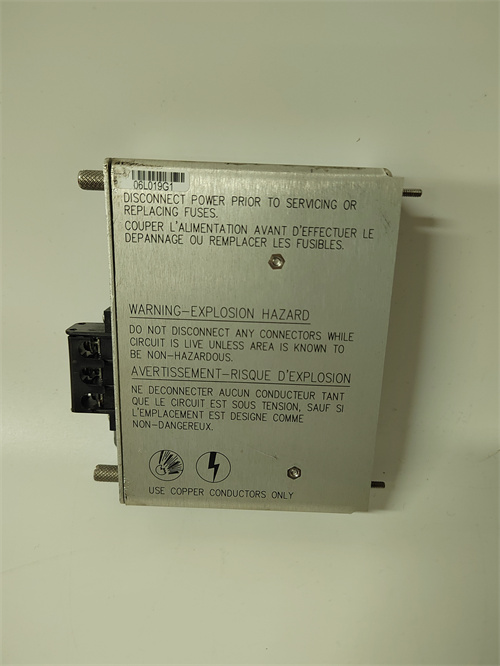 06L019G1
DISCONNECT POWER PRIOR TO SERVICING OR
REPLACING FUSES.
COUPER L'ALIMENTATION AVANT D'EFFECTUER LE
DEPANNAGE OU REMPLACER LES FUSIBLES.
WARNING-EXPLOSION HAZARD
DO NOT DISCONNECT ANY CONNECTORS WHILE
CIRCUIT IS LIVE UNLESS AREA IS KNOWN TO
BE NON-HAZARDOUS.
AVERTISSEMENT-RISQUE D'EXPLOSION
NE DECONNECTER AUCUN CONDUCTEUR TANT
QUE LE CIRCUIT EST SOUS TENSION, SAUF SI
L'EMPLACEMENT EST DESIGNE COMME
NON-DANGEREUX.
USE COPPER CONDUCTORS ONLY